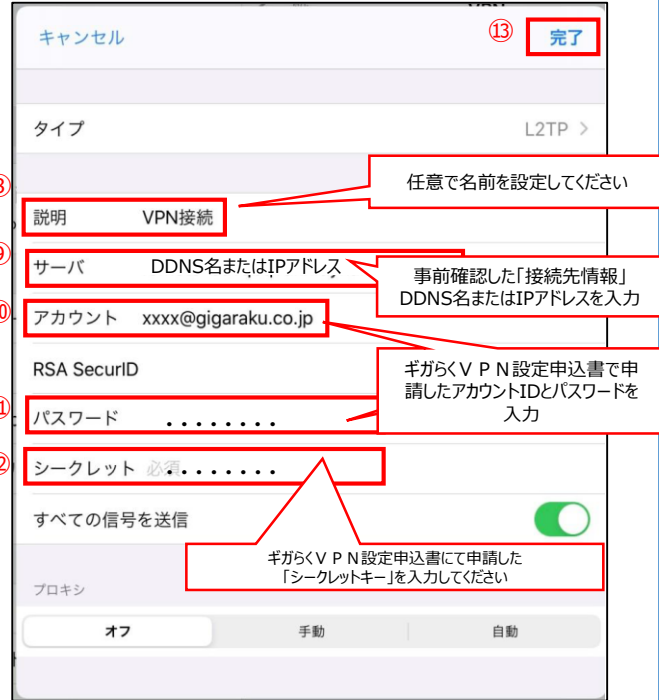 キャンセル
⑬ 完了
タイプ L2TP >
任意で名前を設定してください
説明 VPN接続
サーバ DDNS名またはIPアドレス
事前確認した「接続先情報」
DDNS名またはIPアドレスを入力
アカウント xxxx@gigaraku.co.jp
RSA SecurID
ギガらくＶＰＮ設定申込書で申
請したアカウントIDとパスワードを
入力
パスワード ••••••••
シークレット 必須•••••••
すべての信号を送信
ギガらくＶＰＮ設定申込書にて申請した
「シークレットキー」を入力してください
プロキシ
オフ 手動 自動